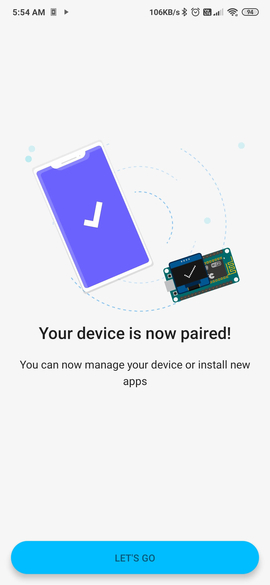 5:54 AM 106KB/s 94
Your device is now paired!
You can now manage your device or install new
apps
LET'S GO